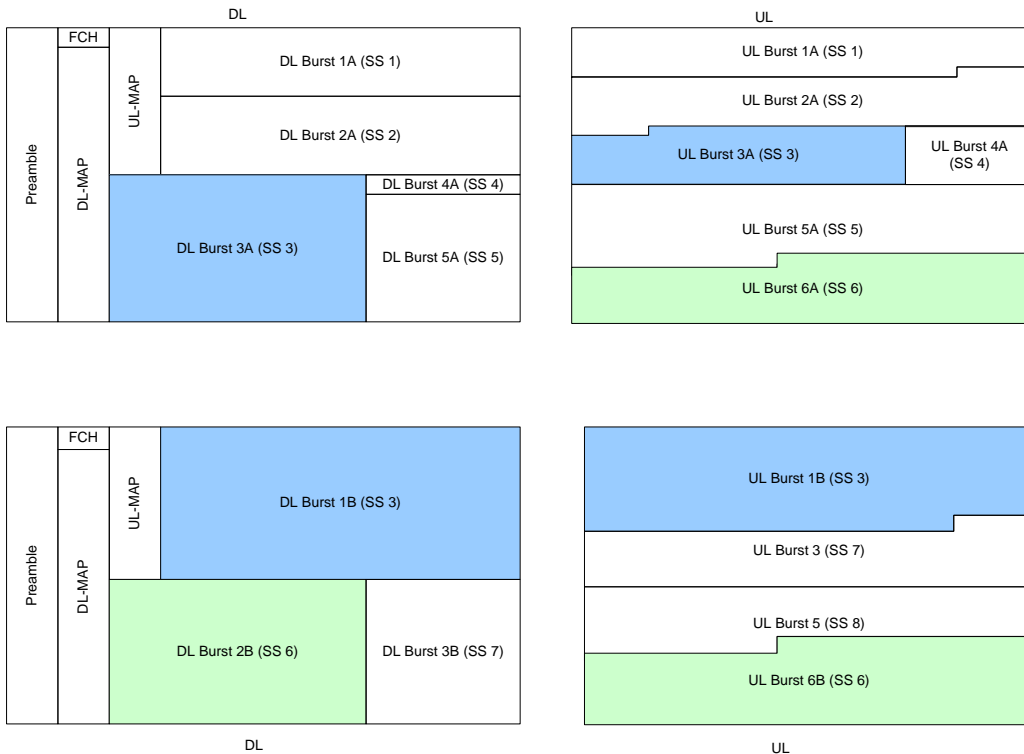 DL
UL
Preamble
FCH
DL-MAP
UL-MAP
DL Burst 1A (SS 1)
DL Burst 2A (SS 2)
DL Burst 3A (SS 3)
DL Burst 4A (SS 4)
DL Burst 5A (SS 5)
UL Burst 1A (SS 1)
UL Burst 2A (SS 2)
UL Burst 3A (SS 3)
UL Burst 4A
(SS 4)
UL Burst 5A (SS 5)
UL Burst 6A (SS 6)
Preamble
FCH
DL-MAP
UL-MAP
DL Burst 1B (SS 3)
DL Burst 2B (SS 6)
DL Burst 3B (SS 7)
UL Burst 1B (SS 3)
UL Burst 3 (SS 7)
UL Burst 5 (SS 8)
UL Burst 6B (SS 6)
DL
UL